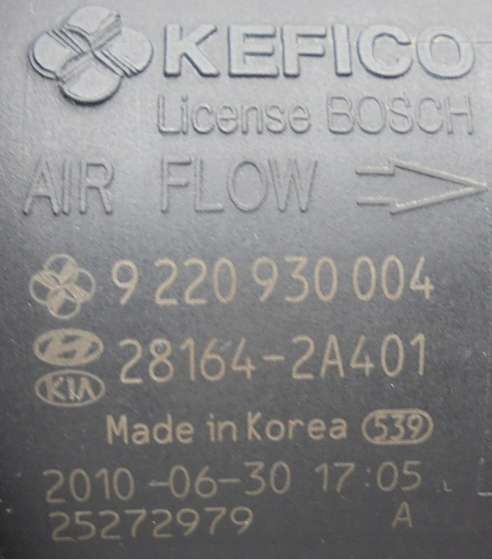 KEFICO
License BOSCH
AIR FLOW
9 220 930 004
28164-2A401
KIA
Made in Korea 539
2010-06-30 17:05
25272979 A